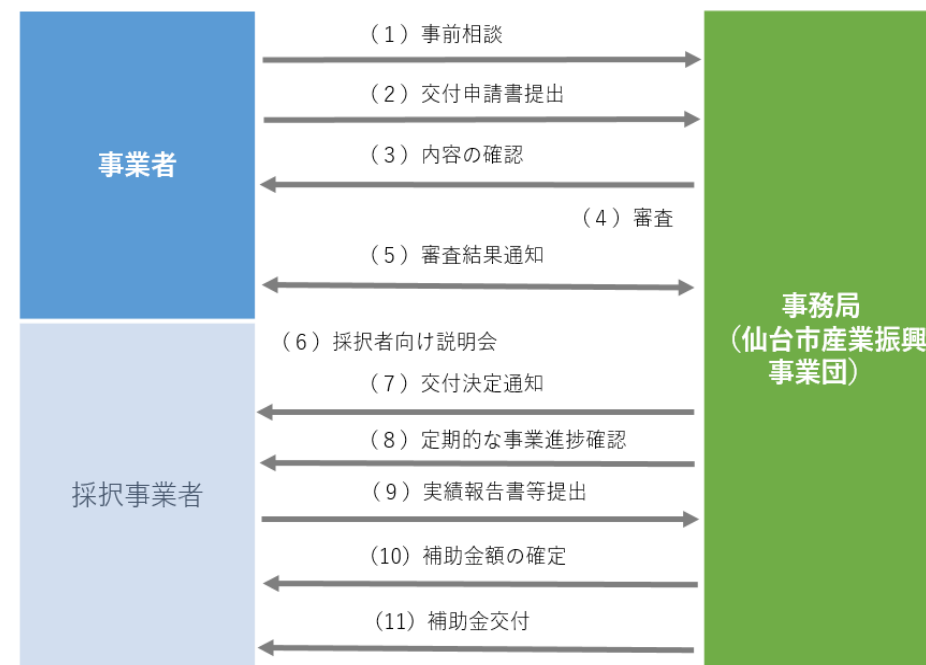 （1）事前相談
（2）交付申請書提出
（3）内容の確認
事業者
（4）審査
（5）審査結果通知
事務局
（仙台市産業振興
事業団）
（6）採択者向け説明会
（7）交付決定通知
（8）定期的な事業進捗確認
（9）実績報告書等提出
採択事業者
（10）補助金額の確定
（11）補助金交付